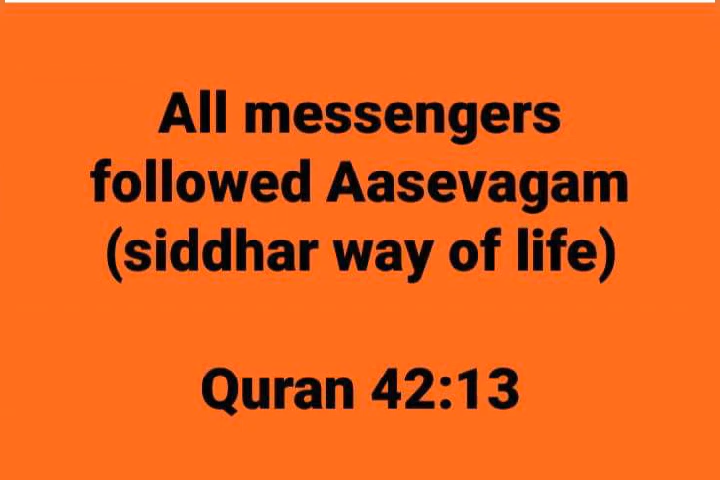 All messengers
followed Aasevagam
(siddhar way of life)
Quran 42:13